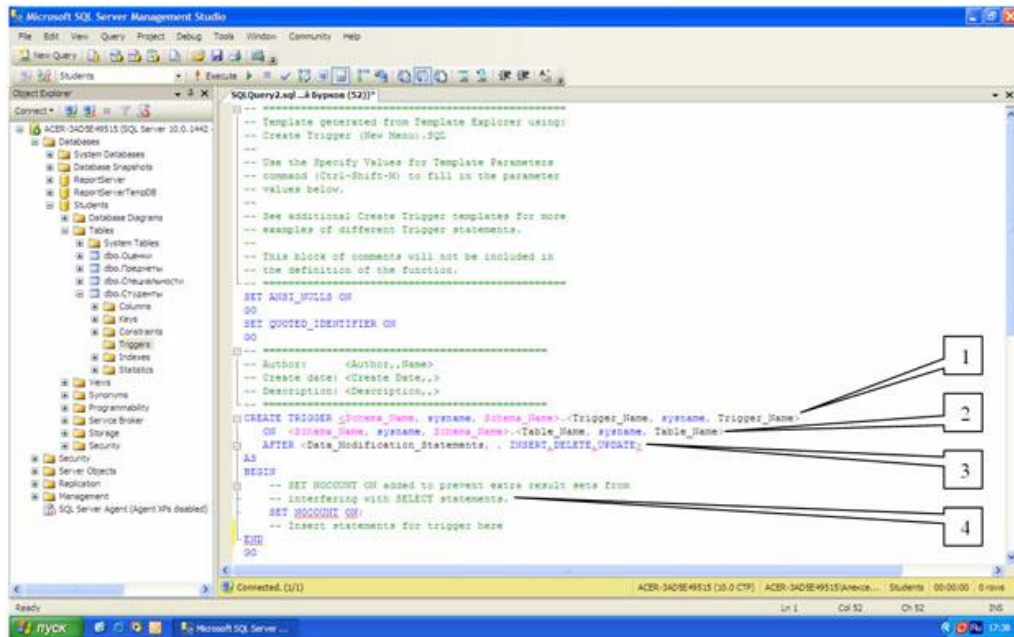 Microsoft SQL Server Management Studio
File Edit View Query Project Debug Tools Window Community Help
New Query
Students
Execute
Object Explorer
SQLQuery2.sql ...й Бурков (52))*
Connect
ACER-3AD5E49515 (SQL Server 10.0.1442 -
Databases
System Databases
Database Snapshots
ReportServer
ReportServerTempDB
Students
Database Diagrams
Tables
System Tables
dbo.Оценки
dbo.Предметы
dbo.Специальности
dbo.Студенты
Columns
Keys
Constraints
Triggers
Indexes
Statistics
Views
Synonyms
Programmability
Service Broker
Storage
Security
Security
Server Objects
Replication
Management
SQL Server Agent (Agent XPs disabled)
-- ================================================
-- Template generated from Template Explorer using:
-- Create Trigger (New Menu).SQL
--
-- Use the Specify Values for Template Parameters
-- command (Ctrl-Shift-M) to fill in the parameter
-- values below.
--
-- See additional Create Trigger templates for more
-- examples of different Trigger statements.
--
-- This block of comments will not be included in
-- the definition of the function.
-- ================================================
SET ANSI_NULLS ON
GO
SET QUOTED_IDENTIFIER ON
GO
-- =============================================
-- Author: <Author,,Name>
-- Create date: <Create Date,,>
-- Description: <Description,,>
-- =============================================
CREATE TRIGGER <Schema_Name, sysname, Schema_Name>.<Trigger_Name, sysname, Trigger_Name>
ON <Schema_Name, sysname, Schema_Name>.<Table_Name, sysname, Table_Name>
AFTER <Data_Modification_Statements, , INSERT,DELETE,UPDATE>
AS
BEGIN
-- SET NOCOUNT ON added to prevent extra result sets from
-- interfering with SELECT statements.
SET NOCOUNT ON;
-- Insert statements for trigger here
END
GO
1
2
3
4
Connected. (1/1)
ACER-3AD5E49515 (10.0 CTP)
ACER-3AD5E49515\Алексе...
Students
00:00:00
0 rows
Ready
Ln 1
Col 52
Ch 52
INS
пуск
Microsoft SQL Server ...
RU
17:38